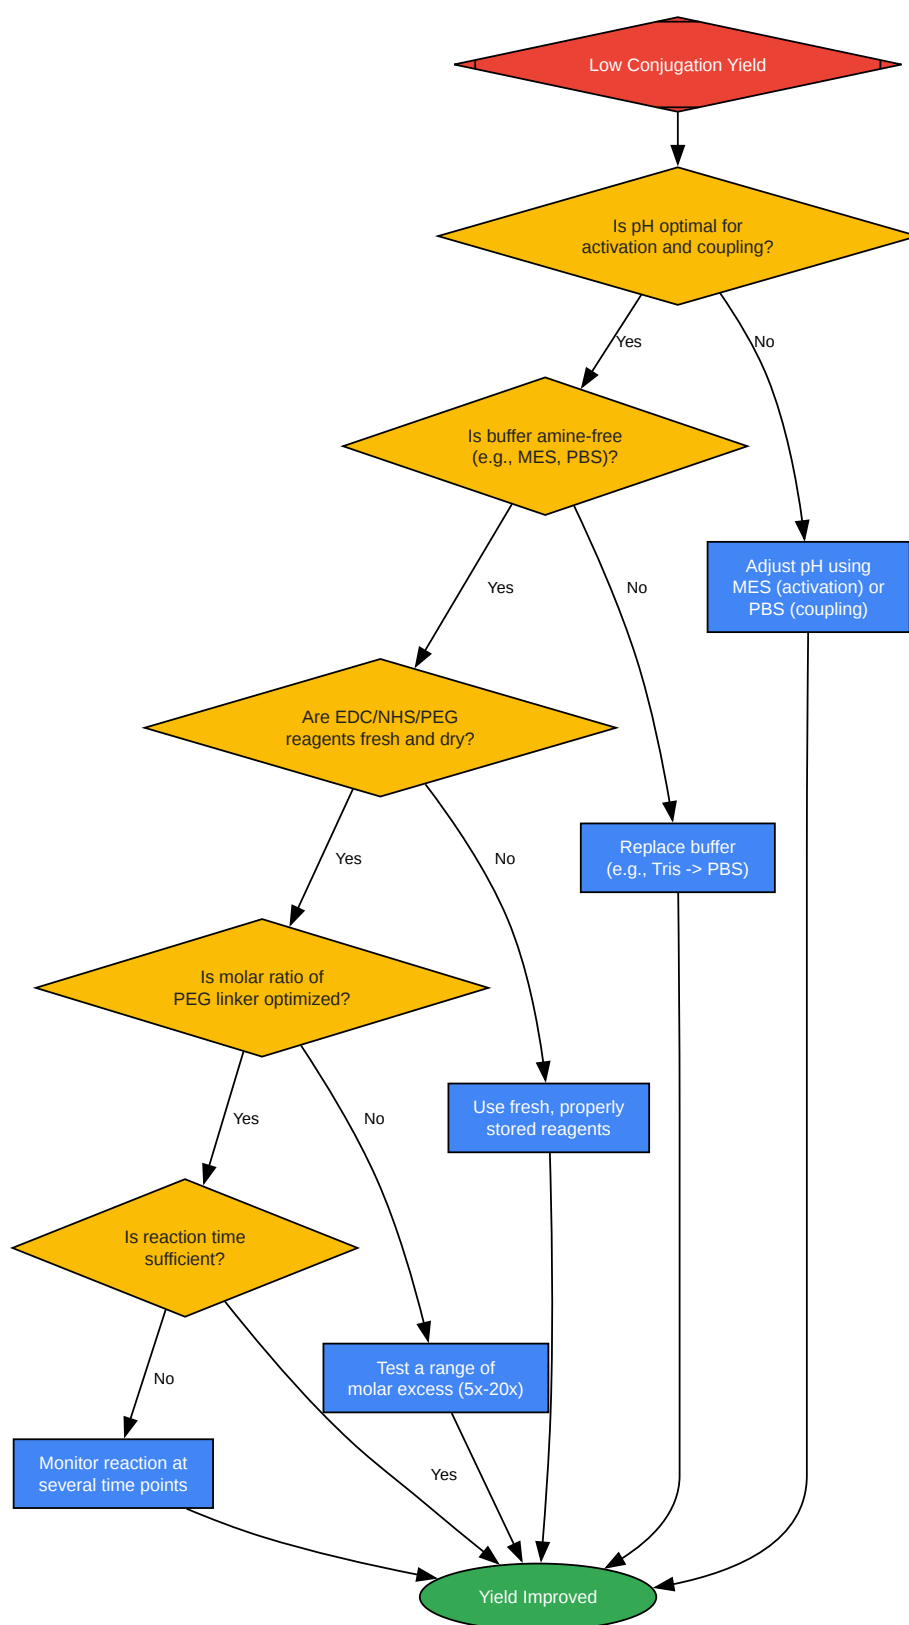 Low Conjugation Yield
Is pH optimal for
activation and coupling?
Yes
No
Is buffer amine-free
(e.g., MES, PBS)?
Adjust pH using
MES (activation) or
PBS (coupling)
Yes
No
Are EDC/NHS/PEG
reagents fresh and dry?
Replace buffer
(e.g., Tris -> PBS)
Yes
No
Is molar ratio of
PEG linker optimized?
Use fresh, properly
stored reagents
Yes
No
Is reaction time
sufficient?
Test a range of
molar excess (5x-20x)
No
Yes
Monitor reaction at
several time points
Yield Improved